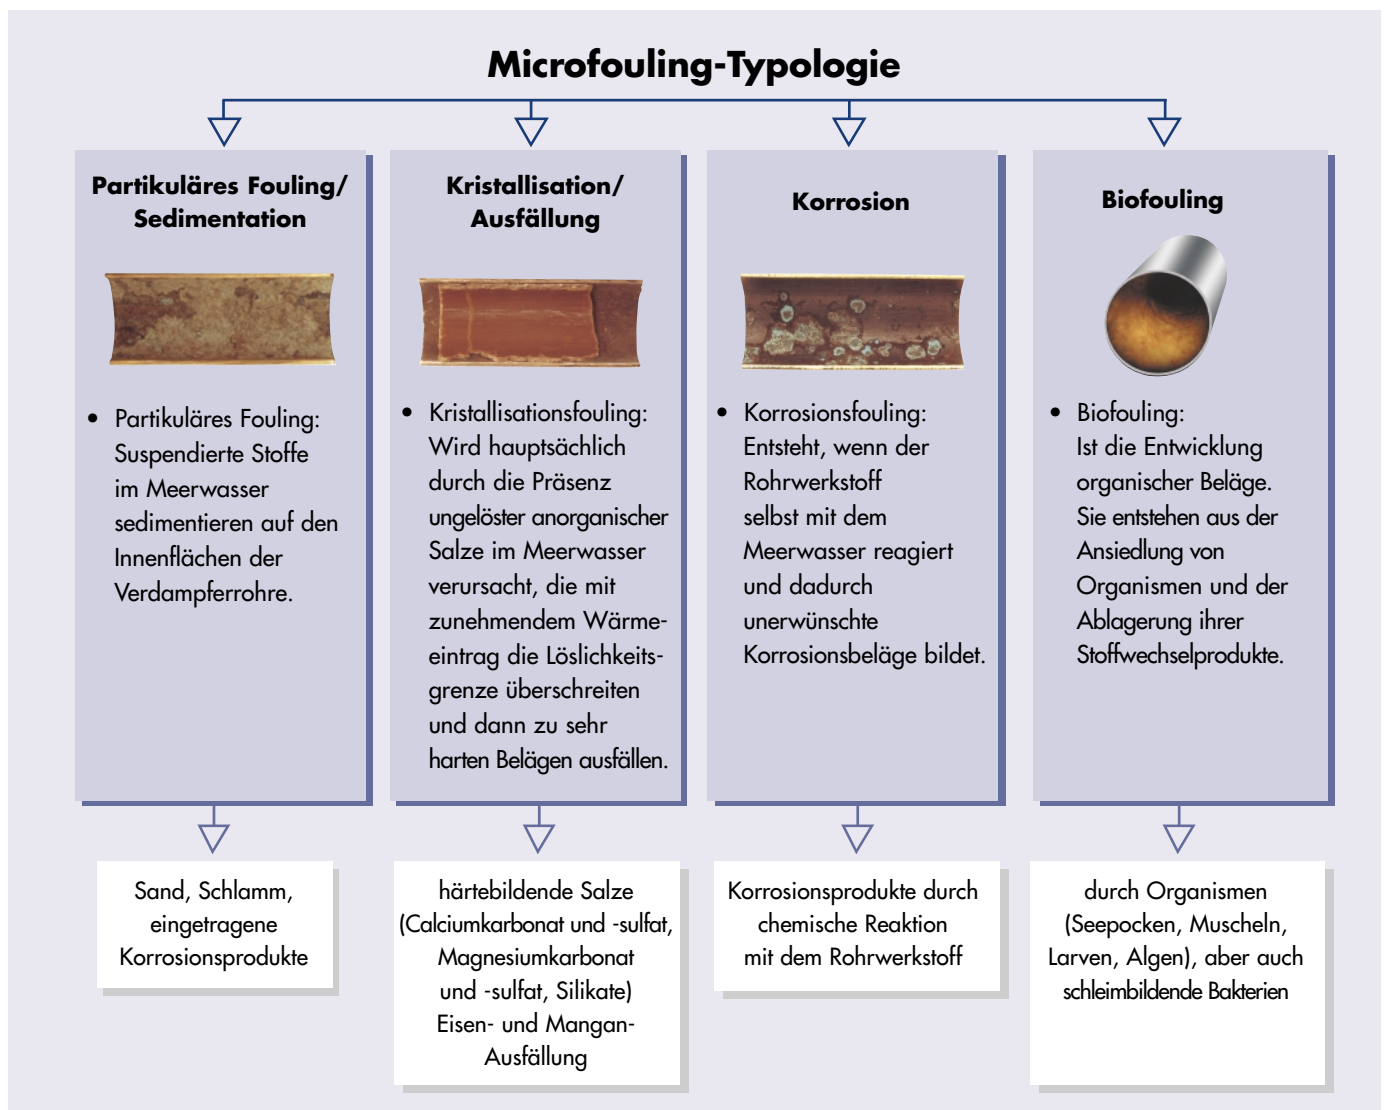 Microfouling-Typologie
Partikuläres Fouling/
Sedimentation
• Partikuläres Fouling:
Suspendierte Stoffe
im Meerwasser
sedimentieren auf den
Innenflächen der
Verdampferrohre.
Sand, Schlamm,
eingetragene
Korrosionsprodukte
Kristallisation/
Ausfällung
• Kristallisationsfouling:
Wird hauptsächlich
durch die Präsenz
ungelöster anorganischer
Salze im Meerwasser
verursacht, die mit
zunehmendem Wärme-
eintrag die Löslichkeits-
grenze überschreiten
und dann zu sehr
harten Belägen ausfällen.
härtebildende Salze
(Calciumkarbonat und -sulfat,
Magnesiumkarbonat
und -sulfat, Silikate)
Eisen- und Mangan-
Ausfällung
Korrosion
• Korrosionsfouling:
Entsteht, wenn der
Rohrwerkstoff
selbst mit dem
Meerwasser reagiert
und dadurch
unerwünschte
Korrosionsbeläge bildet.
Korrosionsprodukte durch
chemische Reaktion
mit dem Rohrwerkstoff
Biofouling
• Biofouling:
Ist die Entwicklung
organischer Beläge.
Sie entstehen aus der
Ansiedlung von
Organismen und der
Ablagerung ihrer
Stoffwechselprodukte.
durch Organismen
(Seepocken, Muscheln,
Larven, Algen), aber auch
schleimbildende Bakterien